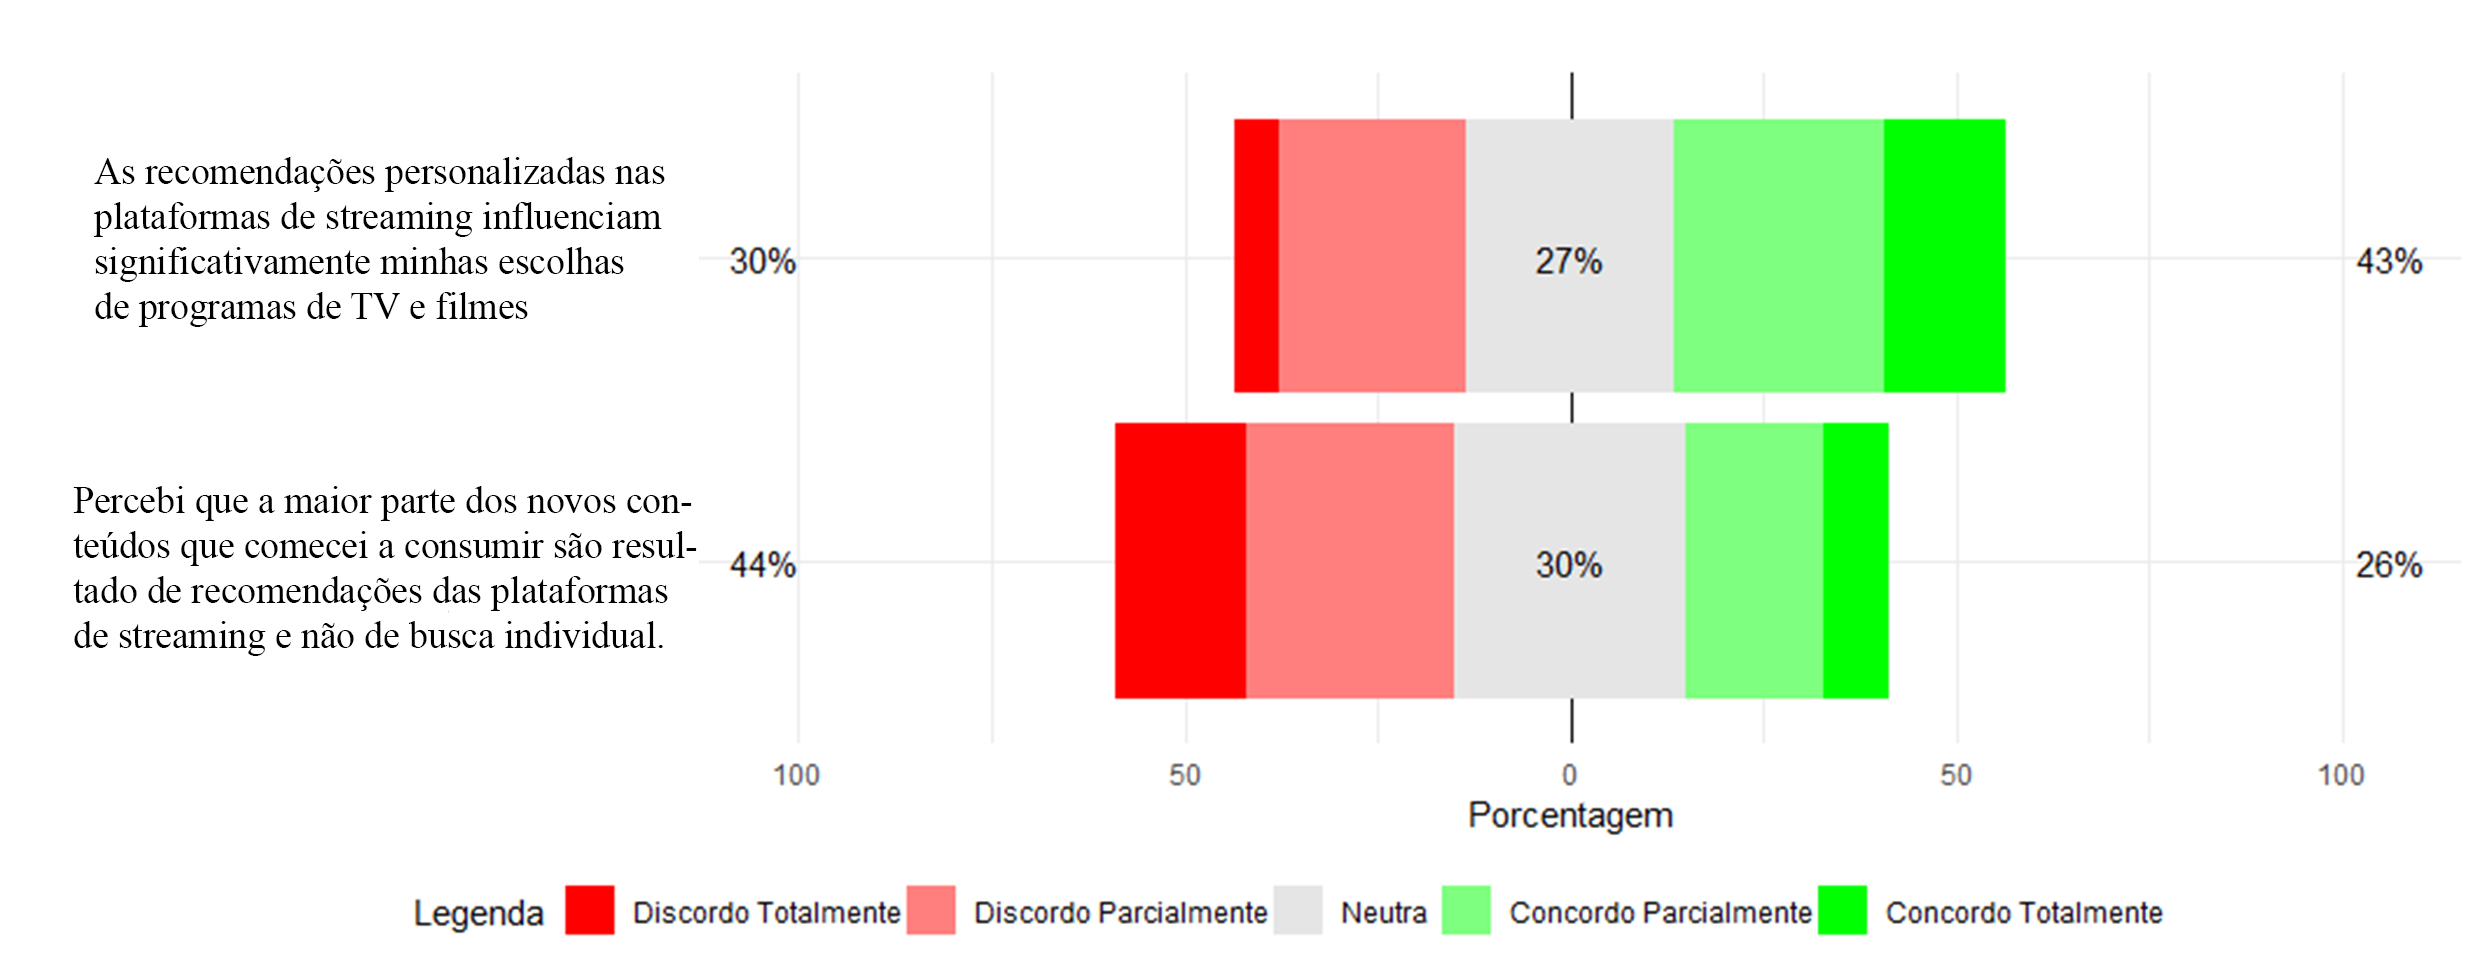 As recomendações personalizadas nas
plataformas de streaming influenciam
significativamente minhas escolhas
de programas de TV e filmes
30%
27%
43%
Percebi que a maior parte dos novos con-
teúdos que comecei a consumir são resul-
tado de recomendações das plataformas
de streaming e não de busca individual.
44%
30%
26%
100 50 0 50 100
Porcentagem
Legenda Discordo Totalmente Discordo Parcialmente Neutra Concordo Parcialmente Concordo Totalmente